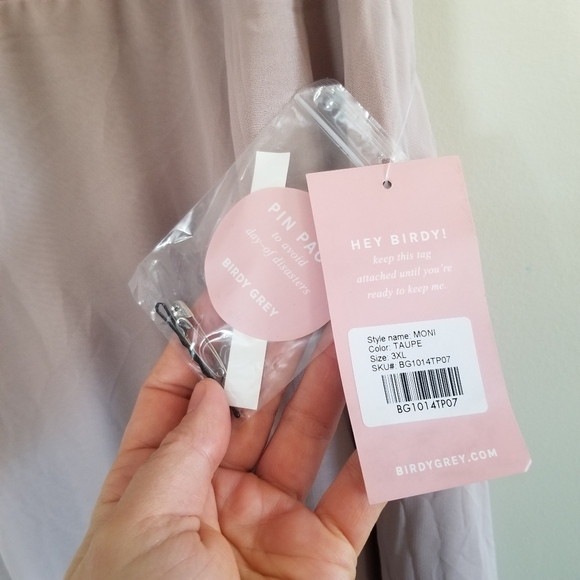 PIN PAC
to avoid
day-of disasters
BIRDY GREY
HEY BIRDY!
keep this tag
attached until you're
ready to keep me.
Style name: MONI
Color: TAUPE
Size: 3XL
SKU#: BG1014TP07
BG1014TP07
BIRDYGREY.COM